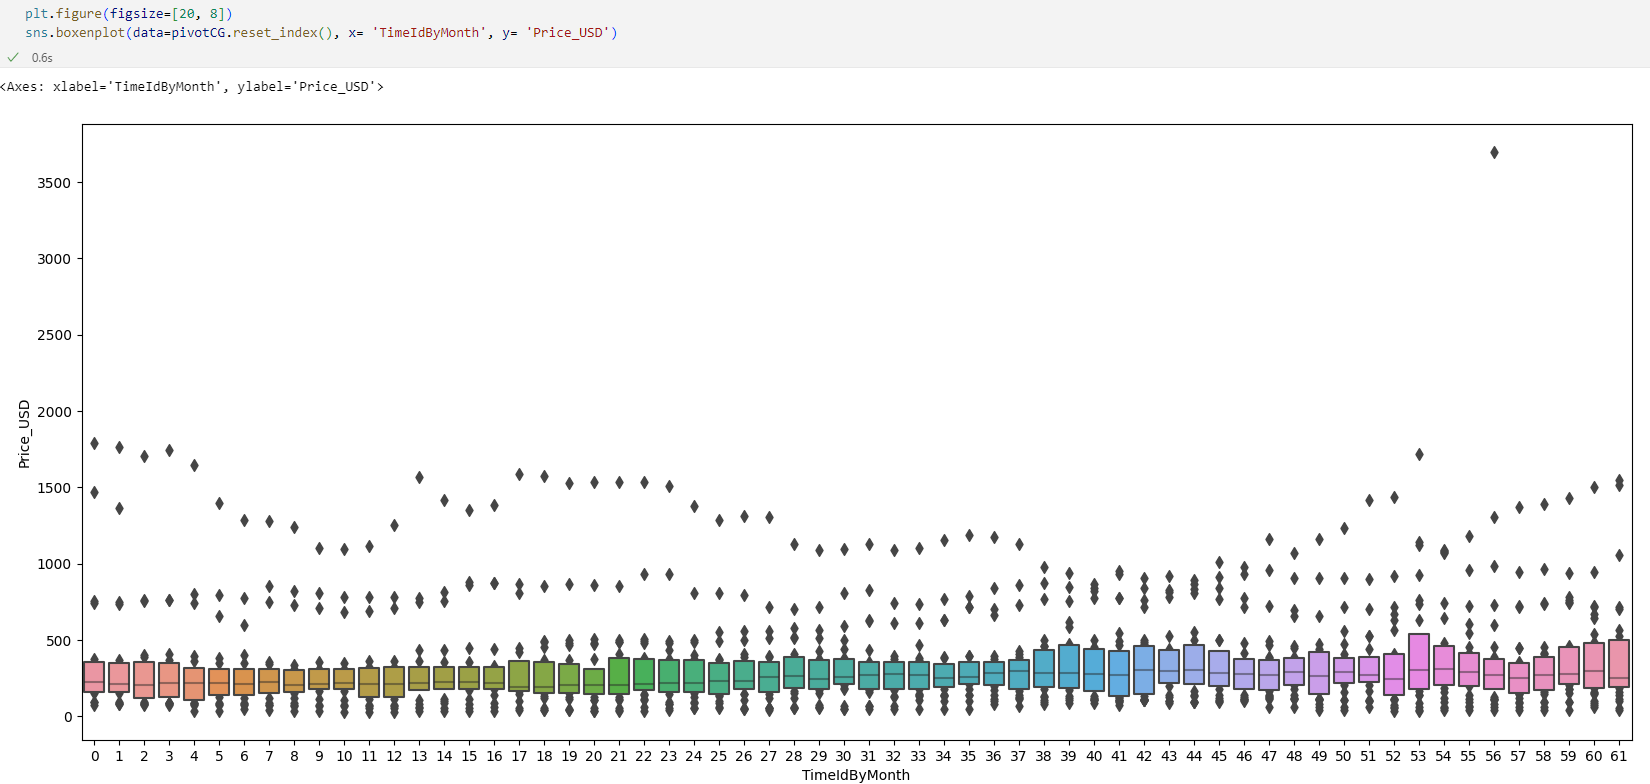 plt.figure(figsize=[20, 8])
sns.boxenplot(data=pivotCG.reset_index(), x= 'TimeIdByMonth', y= 'Price_USD')
0.6s
<Axes: xlabel='TimeIdByMonth', ylabel='Price_USD'>
3500
3000
2500
2000
1500
1000
500
0
Price_USD
0 1 2 3 4 5 6 7 8 9 10 11 12 13 14 15 16 17 18 19 20 21 22 23 24 25 26 27 28 29 30 31 32 33 34 35 36 37 38 39 40 41 42 43 44 45 46 47 48 49 50 51 52 53 54 55 56 57 58 59 60 61
TimeIdByMonth